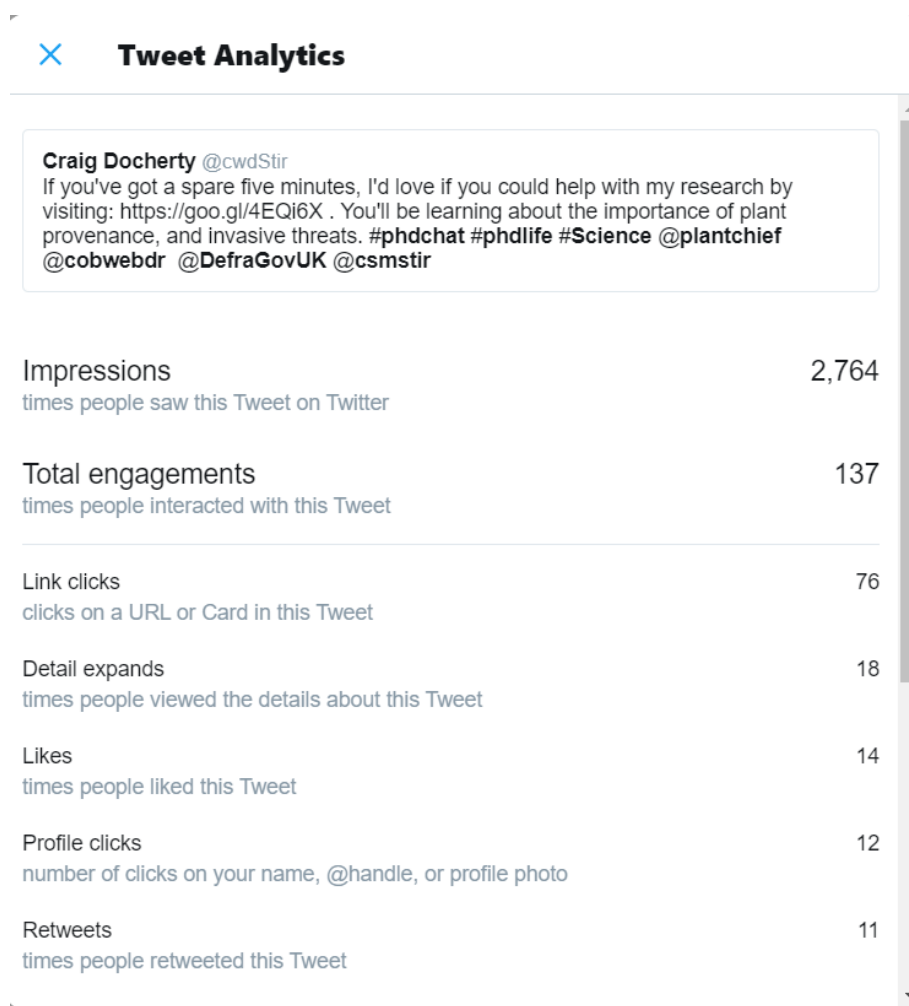 Tweet Analytics
Craig Docherty @cwdStir
If you've got a spare five minutes, I'd love if you could help with my research by
visiting: https://goo.gl/4EQi6X . You'll be learning about the importance of plant
provenance, and invasive threats. #phdchat #phdlife #Science @plantchief
@cobwebdr @DefraGovUK @csmstir
Impressions 2,764
times people saw this Tweet on Twitter
Total engagements 137
times people interacted with this Tweet
Link clicks 76
clicks on a URL or Card in this Tweet
Detail expands 18
times people viewed the details about this Tweet
Likes 14
times people liked this Tweet
Profile clicks 12
number of clicks on your name, @handle, or profile photo
Retweets 11
times people retweeted this Tweet